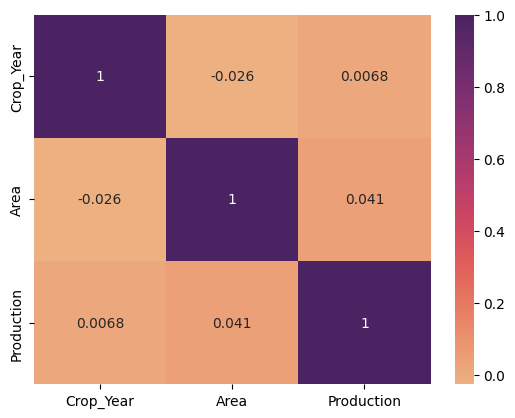 Crop_Year
Area
Production
1 -0.026 0.0068
-0.026 1 0.041
0.0068 0.041 1
Crop_Year Area Production
1.0
0.8
0.6
0.4
0.2
0.0